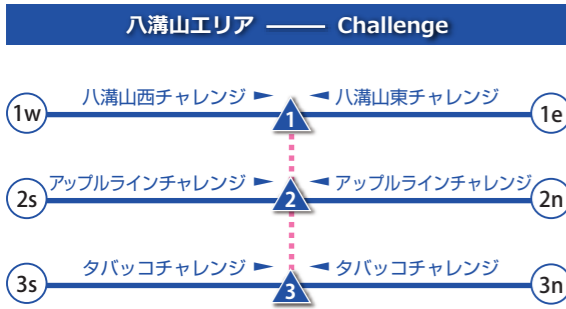 八溝山エリア ―― Challenge
八溝山西チャレンジ ► ◄ 八溝山東チャレンジ
1w 1 1e
アップルラインチャレンジ ► ◄ アップルラインチャレンジ
2s 2 2n
タバッコチャレンジ ► ◄ タバッコチャレンジ
3s 3 3n